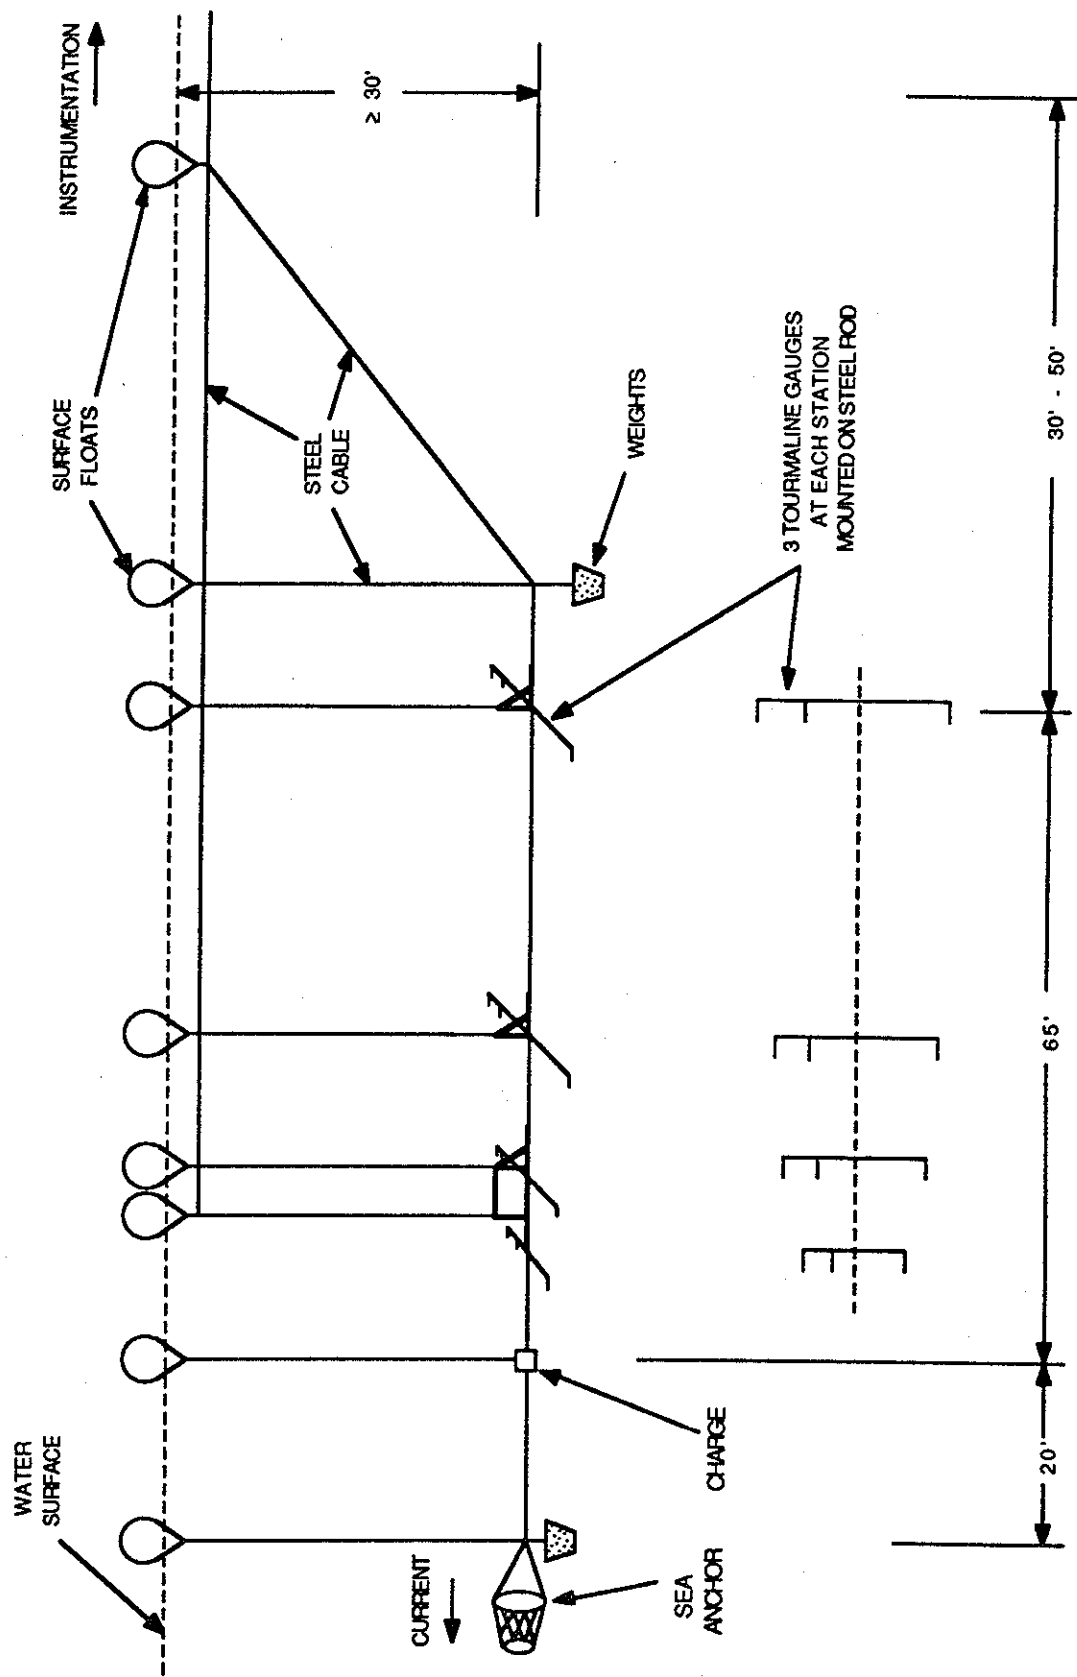 INSTRUMENTATION
SURFACE
FLOATS
≥ 30'
STEEL
CABLE
WEIGHTS
3 TOURMALINE GAUGES
AT EACH STATION
MOUNTED ON STEEL ROD
WATER
SURFACE
CURRENT
SEA
ANCHOR
CHARGE
20'
65'
30' - 50'